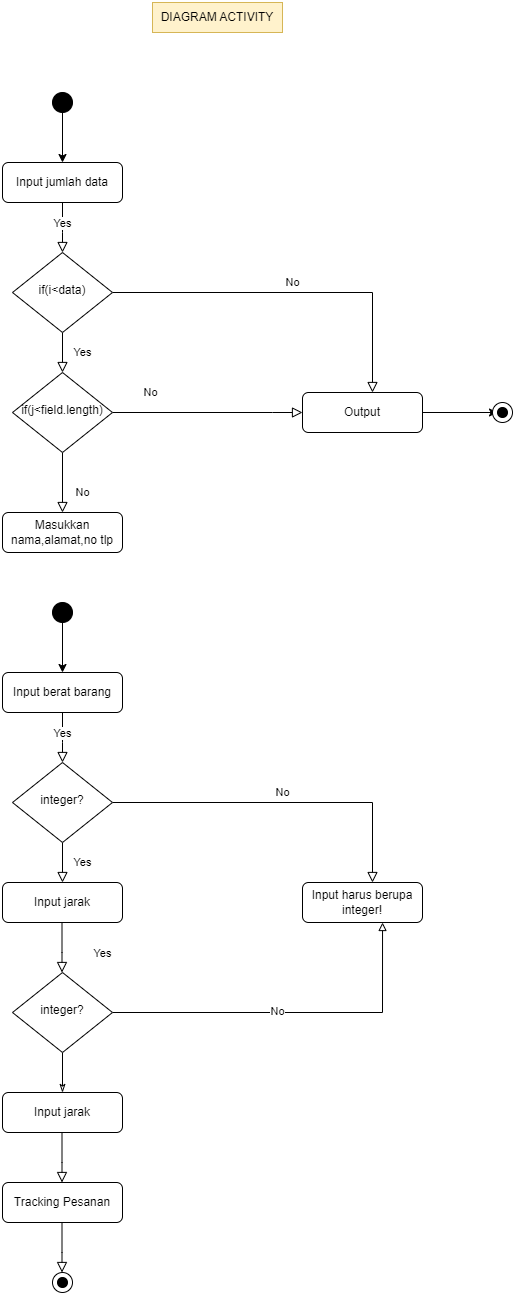 DIAGRAM ACTIVITY
Input jumlah data
Yes
if(i<data)
No
Yes
if(j<field.length)
No
Output
No
Masukkan
nama,alamat,no tlp
Input berat barang
Yes
integer?
No
Yes
Input jarak
Input harus berupa
integer!
Yes
integer?
No
Input jarak
Tracking Pesanan